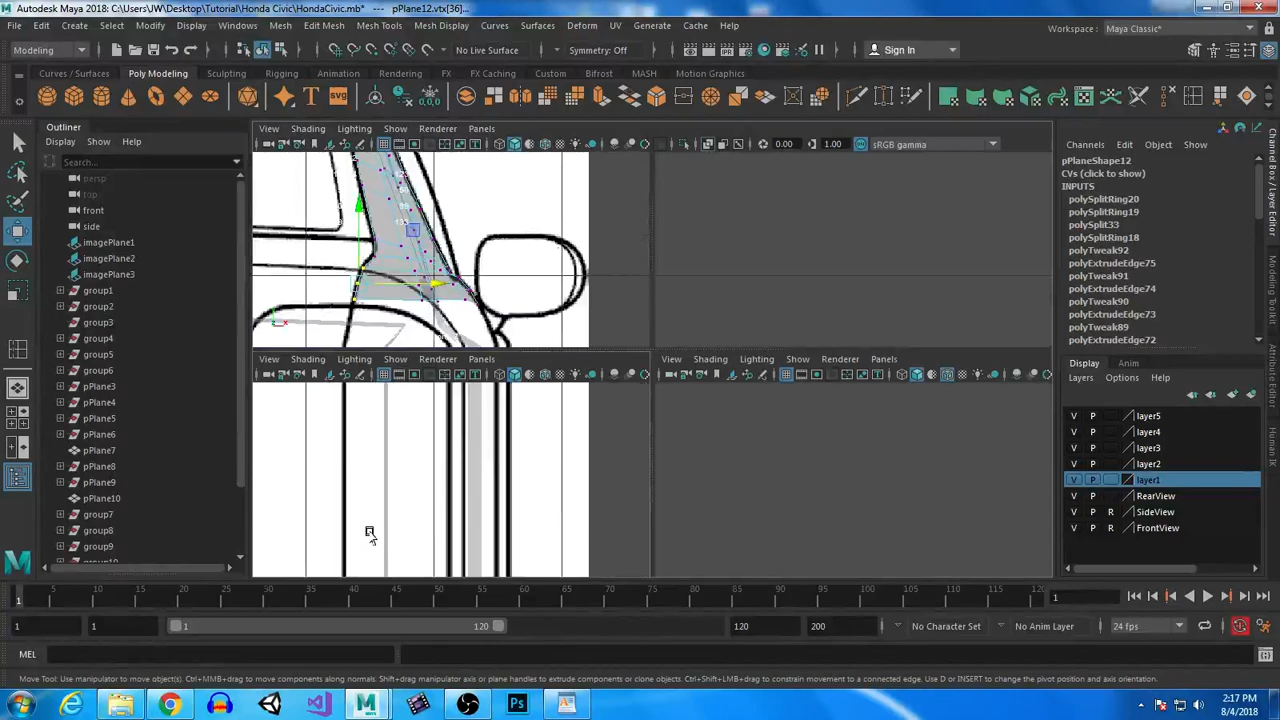 Autodesk Maya 2018: C:\Users\JW\Desktop\Tutorial\Honda Civic\HondaCivic.mb* --- pPlane12.vtx[36]...
File Edit Create Select Modify Display Windows Mesh Edit Mesh Mesh Tools Mesh Display Curves Surfaces Deform UV Generate Cache Help
Workspace: Maya Classic*
Modeling No Live Surface Symmetry: Off Sign In
Curves / Surfaces Poly Modeling Sculpting Rigging Animation Rendering FX FX Caching Custom Bifrost MASH Motion Graphics
Outliner
Display Show Help
Search...
persp
top
front
side
imagePlane1
imagePlane2
imagePlane3
group1
group2
group3
group4
group5
group6
pPlane3
pPlane4
pPlane5
pPlane6
pPlane7
pPlane8
pPlane9
pPlane10
group7
group8
group9
View Shading Lighting Show Renderer Panels
0.00 1.00 sRGB gamma
View Shading Lighting Show Renderer Panels
View Shading Lighting Show Renderer Panels
Channels Edit Object Show
pPlaneShape12
CVs (click to show)
INPUTS
polySplitRing20
polySplitRing19
polySplit33
polySplitRing18
polyTweak92
polyExtrudeEdge75
polyTweak91
polyExtrudeEdge74
polyTweak90
polyExtrudeEdge73
polyTweak89
polyExtrudeEdge72
Display Anim
Layers Options Help
V P layer5
V P layer4
V P layer3
V P layer2
V P layer1
V P RearView
V P R SideView
V P R FrontView
Channel Box / Layer Editor
Attribute Editor
Human IK
1 5 10 15 20 25 30 35 40 45 50 55 60 65 70 75 80 85 90 95 100 105 110 115 120
1
1 1 1 120 120 200 No Character Set No Anim Layer 24 fps
MEL
Move Tool: Use manipulator to move object(s). Ctrl+MMB+drag to move components along normals. Shift+drag manipulator axis or plane to extrude components or clone objects. Ctrl+Shift+LMB+drag to constrain movement to a connected edge. Use D or INSERT to change the pivot position and axis orientation.
2:17 PM
8/4/2018